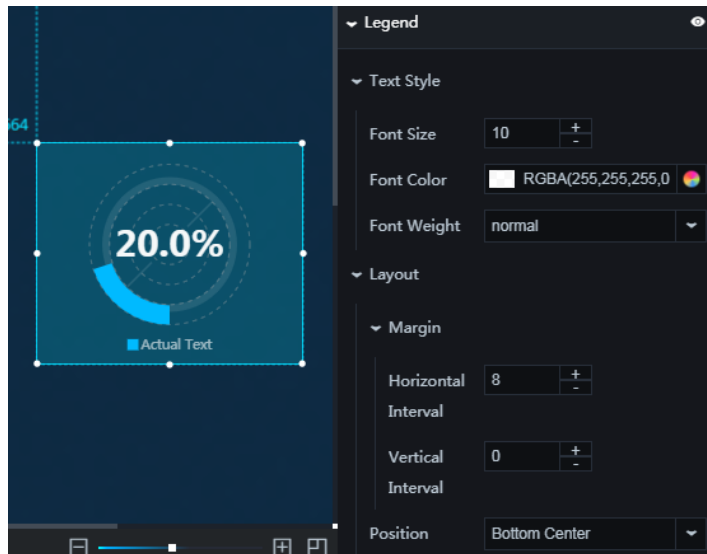 564
20.0%
Actual Text
Legend
Text Style
Font Size
10
+
-
Font Color
RGBA(255,255,255,0
Font Weight
normal
Layout
Margin
Horizontal
Interval
8
+
-
Vertical
Interval
0
+
-
Position
Bottom Center